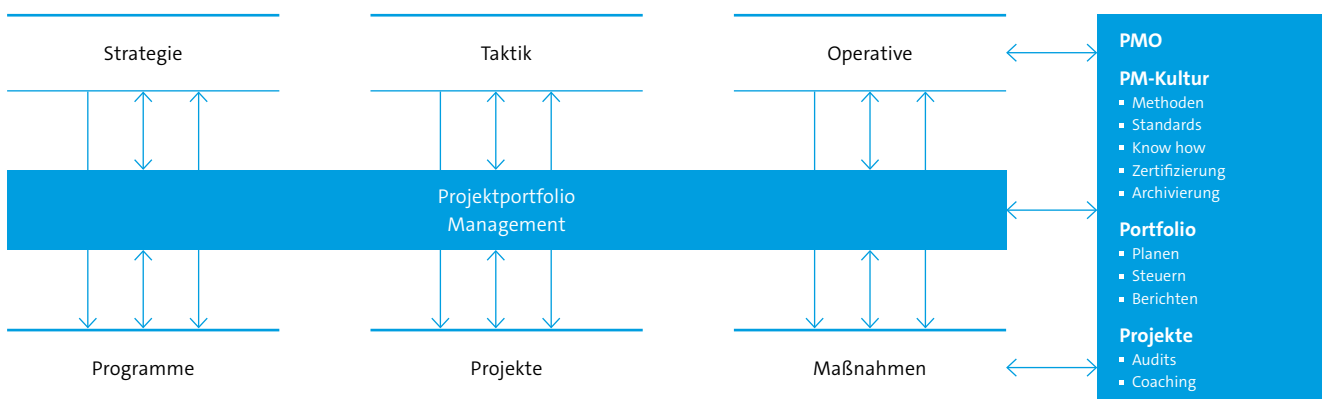 Strategie
Taktik
Operative
Projektportfolio
Management
Programme
Projekte
Maßnahmen
PMO
PM-Kultur
Methoden
Standards
Know how
Zertifizierung
Archivierung
Portfolio
Planen
Steuern
Berichten
Projekte
Audits
Coaching